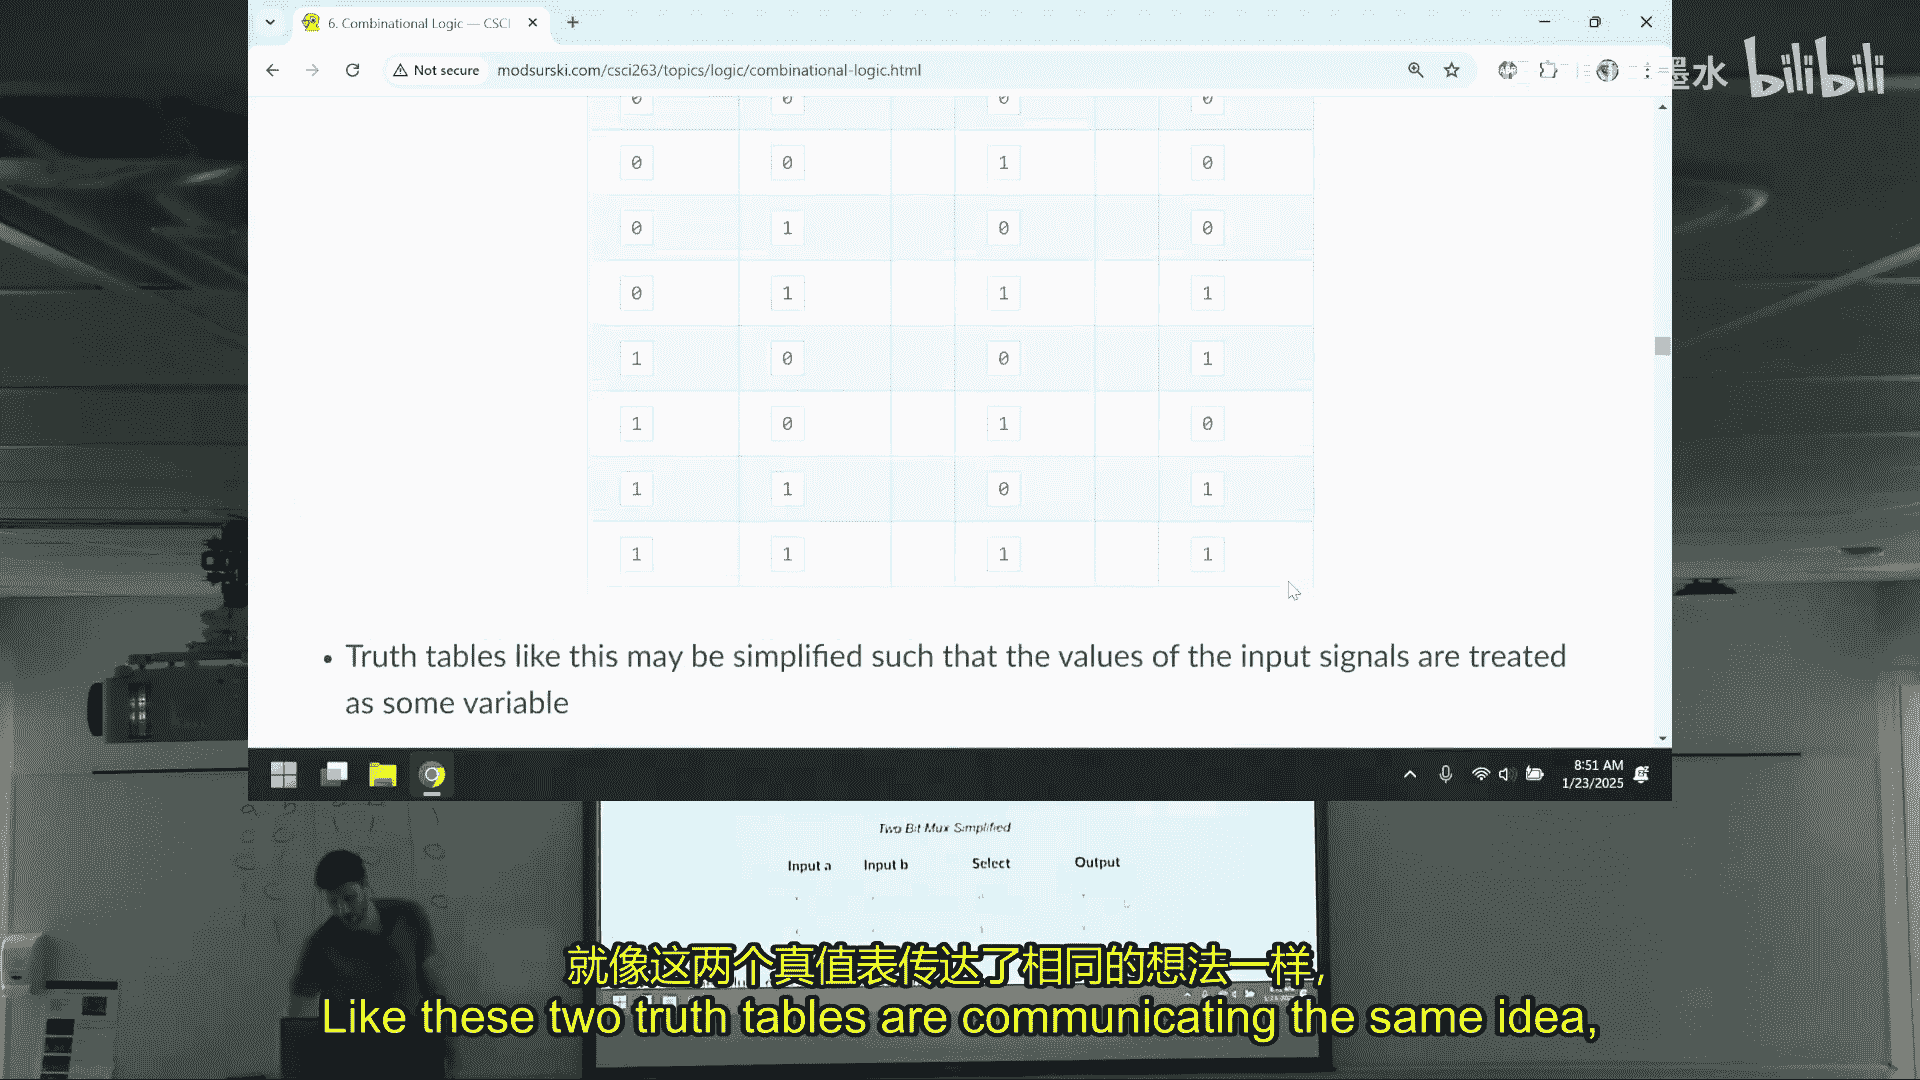 6. Combinational Logic — CSCI
Not secure
modsurski.com/csci263/topics/logic/combinational-logic.html
墨水 bilibili
0 0 0 0
0 0 1 0
0 1 0 0
0 1 1 1
1 0 0 1
1 0 1 0
1 1 0 1
1 1 1 1
• Truth tables like this may be simplified such that the values of the input signals are treated
as some variable
8:51 AM
1/23/2025
Two Bit Mux Simplified
Input a Input b Select Output
就像这两个真值表传达了相同的想法一样,
Like these two truth tables are communicating the same idea,